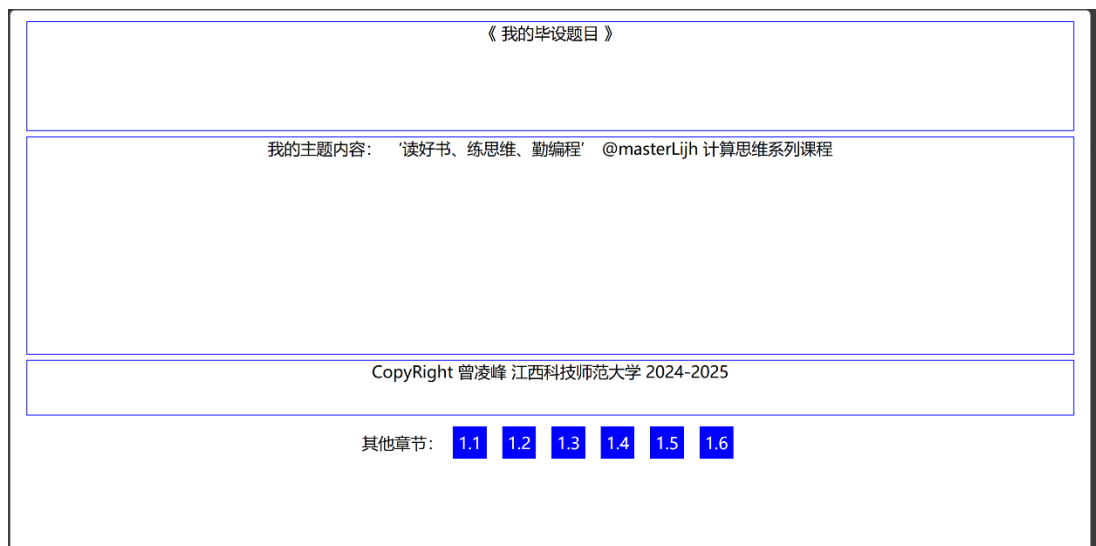 《 我的毕设题目 》
我的主题内容： ‘读好书、练思维、勤编程’ @masterLijh 计算思维系列课程
CopyRight 曾凌峰 江西科技师范大学 2024-2025
其他章节： 1.1 1.2 1.3 1.4 1.5 1.6